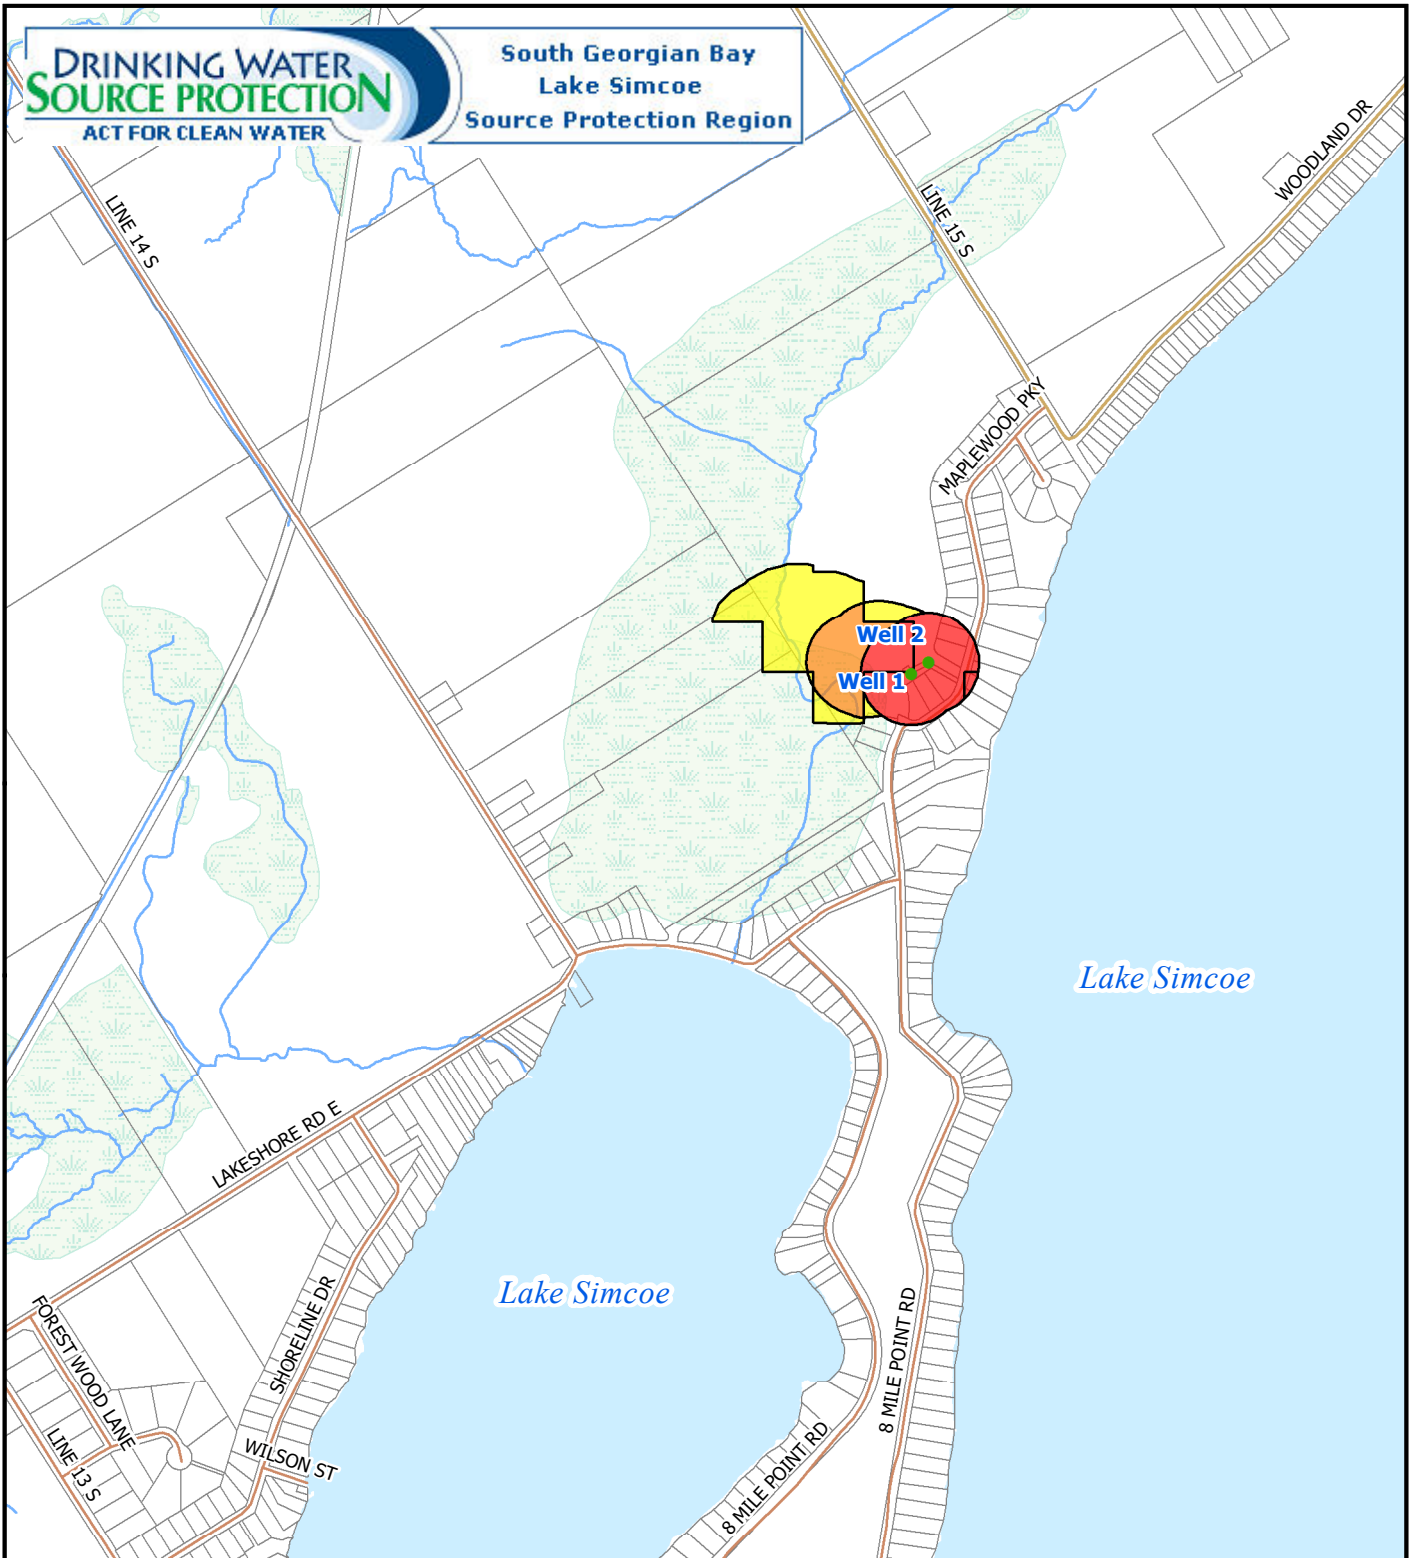 DRINKING WATER
SOURCE PROTECTION
ACT FOR CLEAN WATER
South Georgian Bay
Lake Simcoe
Source Protection Region
LINE 14 S
LINE 15 S
WOODLAND DR
MAPLEWOOD PKY
Well 2
Well 1
Lake Simcoe
LAKESHORE RD E
Lake Simcoe
SHORELINE DR
FOREST WOOD LANE
8 MILE POINT RD
LINE 13 S
WILSON ST
8 MILE POINT RD